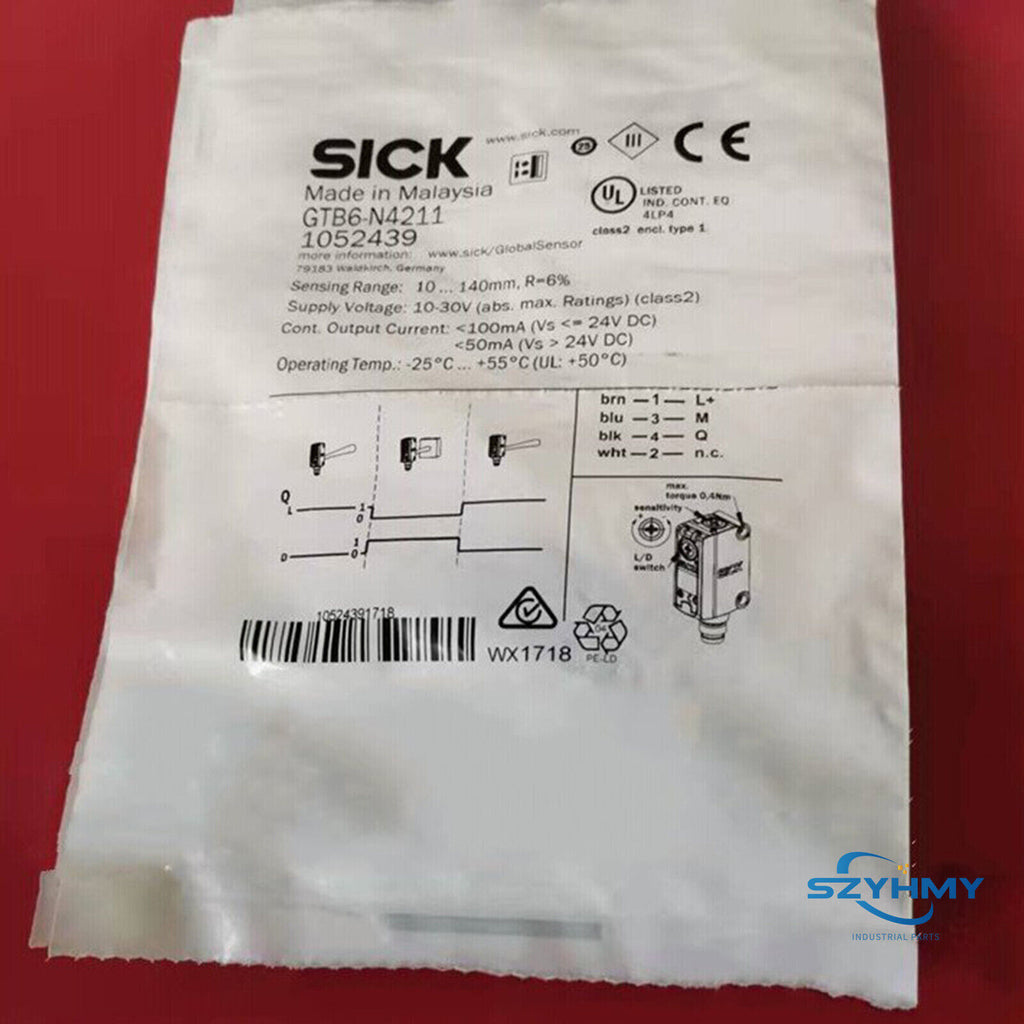 SICK
www.sick.com
25
III
CE
Made in Malaysia
GTB6-N4211
1052439
UL
LISTED
IND. CONT. EQ
4LP4
class2 encl. type 1
more information: www.sick/GlobalSensor
79183 Waldkirch, Germany
Sensing Range: 10 ... 140mm, R=6%
Supply Voltage: 10-30V (abs. max. Ratings) (class2)
Cont. Output Current: <100mA (Vs <= 24V DC)
<50mA (Vs > 24V DC)
Operating Temp.: -25°C ... +55°C (UL: +50°C)
brn —1— L+
blu —3— M
blk —4— Q
wht —2— n.c.
Q
L
1
0
D
1
0
max.
torque 0,4Nm
sensitivity
- +
L/D
switch
10524391718
WX1718
PE-LD
SZYHMY
INDUSTRIAL PARTS